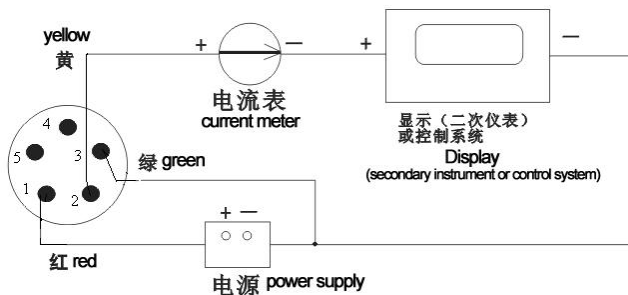 yellow
黄
+
—
+
—
电流表
current meter
显示（二次仪表）
或控制系统
Display
(secondary instrument or control system)
4
5
3
1
2
绿 green
+ —
红 red
电源 power supply